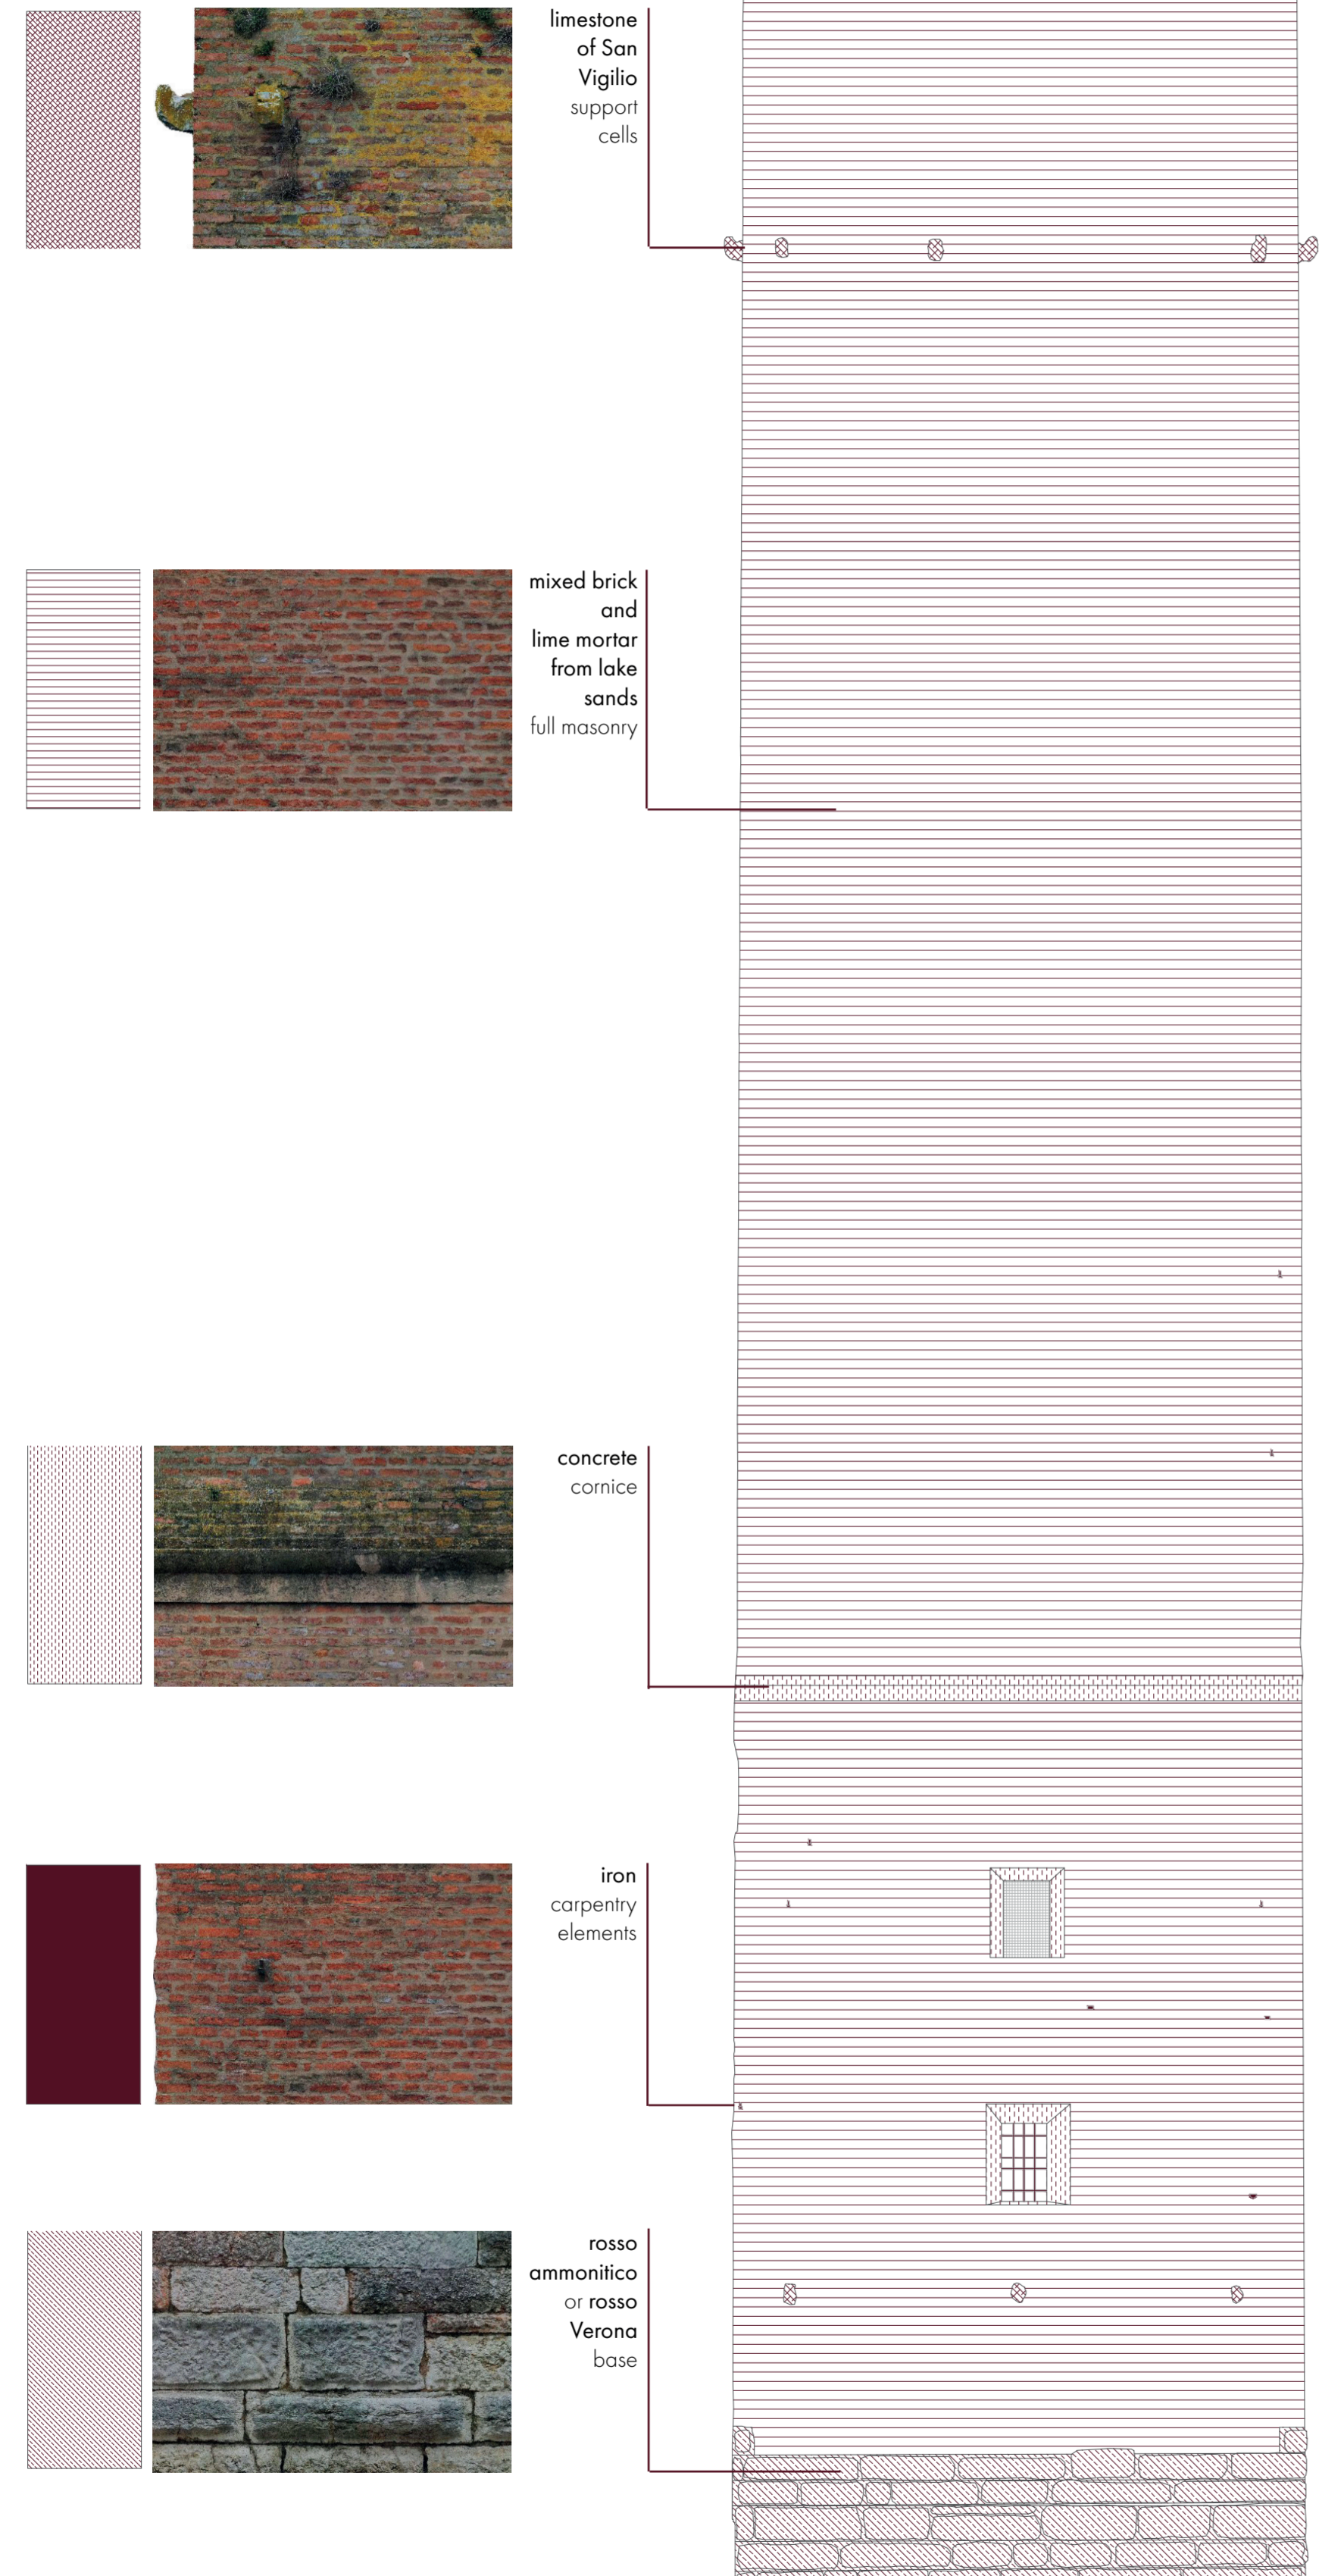 limestone
of San
Vigilio
support
cells
mixed brick
and
lime mortar
from lake
sands
full masonry
concrete
cornice
iron
carpentry
elements
rosso
ammonitico
or rosso
Verona
base